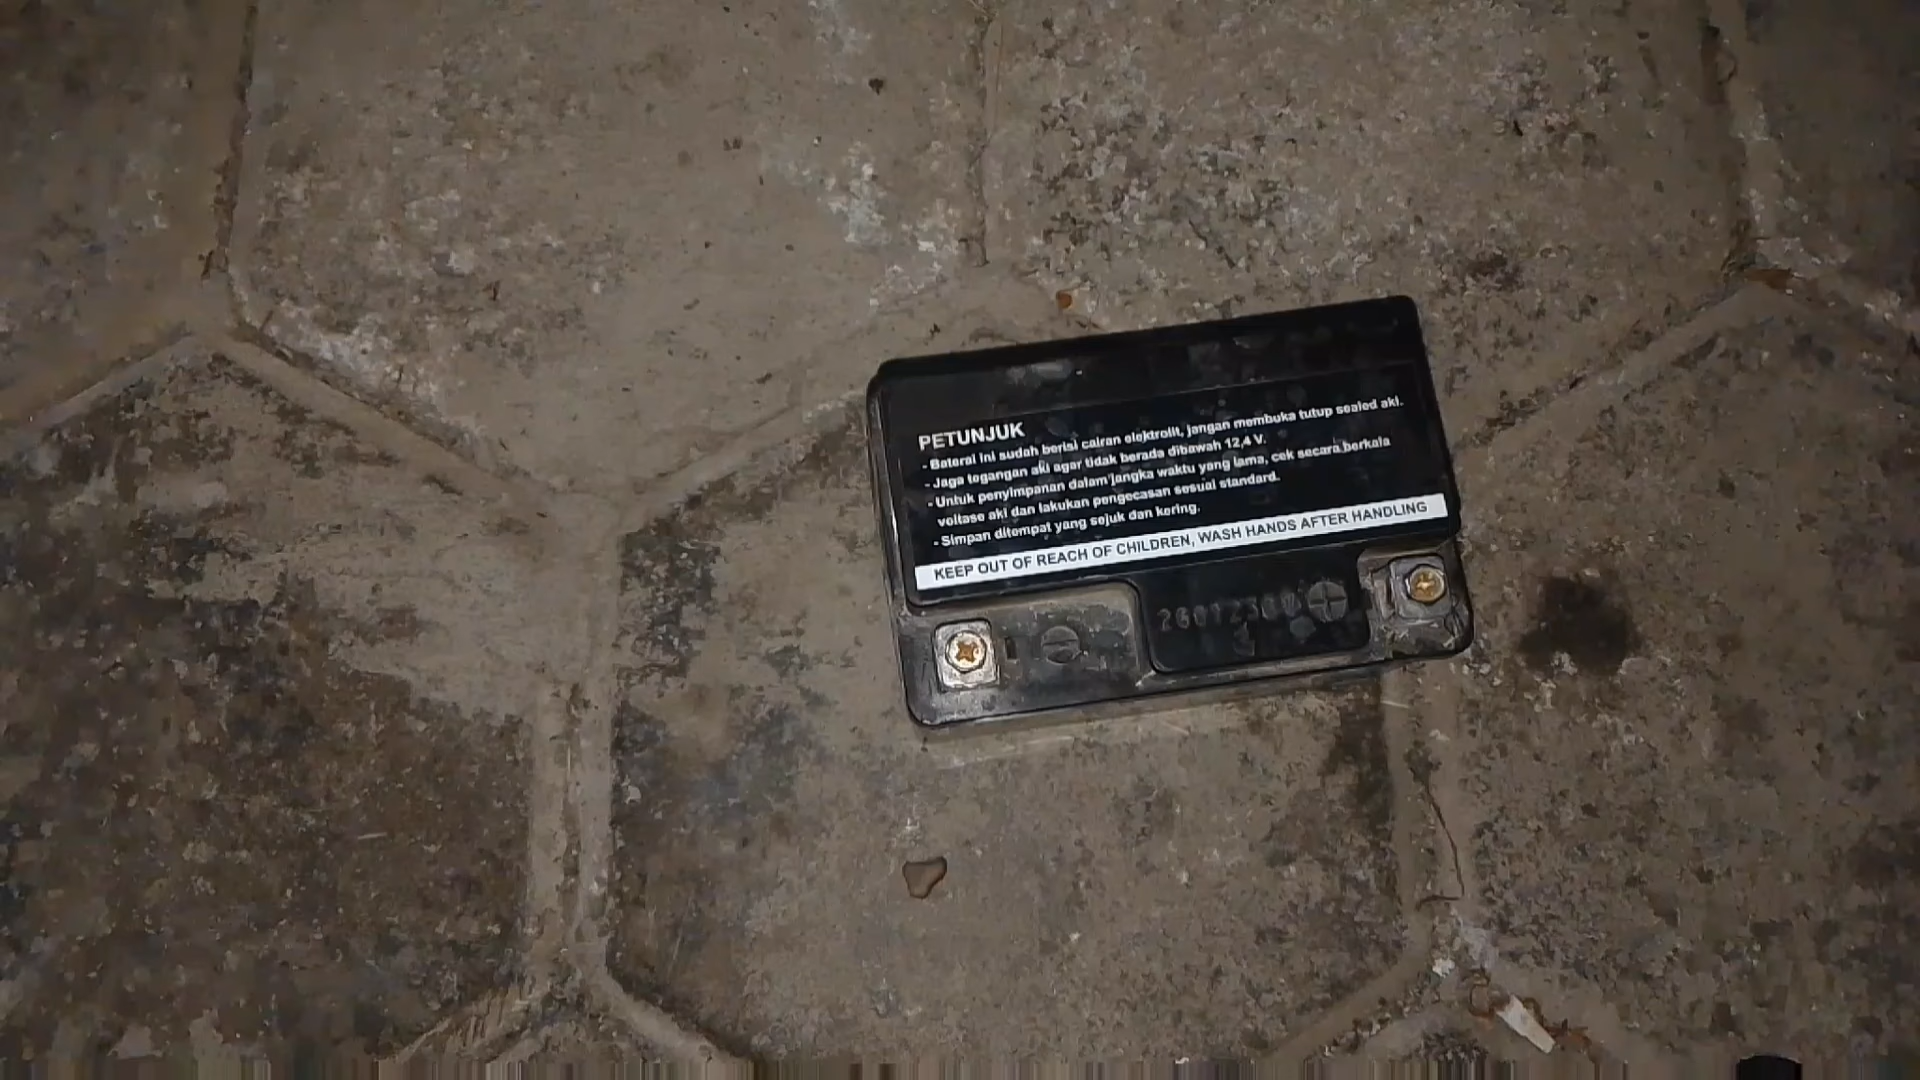 PETUNJUK
- Baterai ini sudah berisi cairan elektrolit, jangan membuka tutup sealed aki.
- Jaga tegangan aki agar tidak berada dibawah 12,4 V.
- Untuk penyimpanan dalam jangka waktu yang lama, cek secara berkala
voltase aki dan lakukan pengecasan sesuai standard.
- Simpan ditempat yang sejuk dan kering.
KEEP OUT OF REACH OF CHILDREN, WASH HANDS AFTER HANDLING